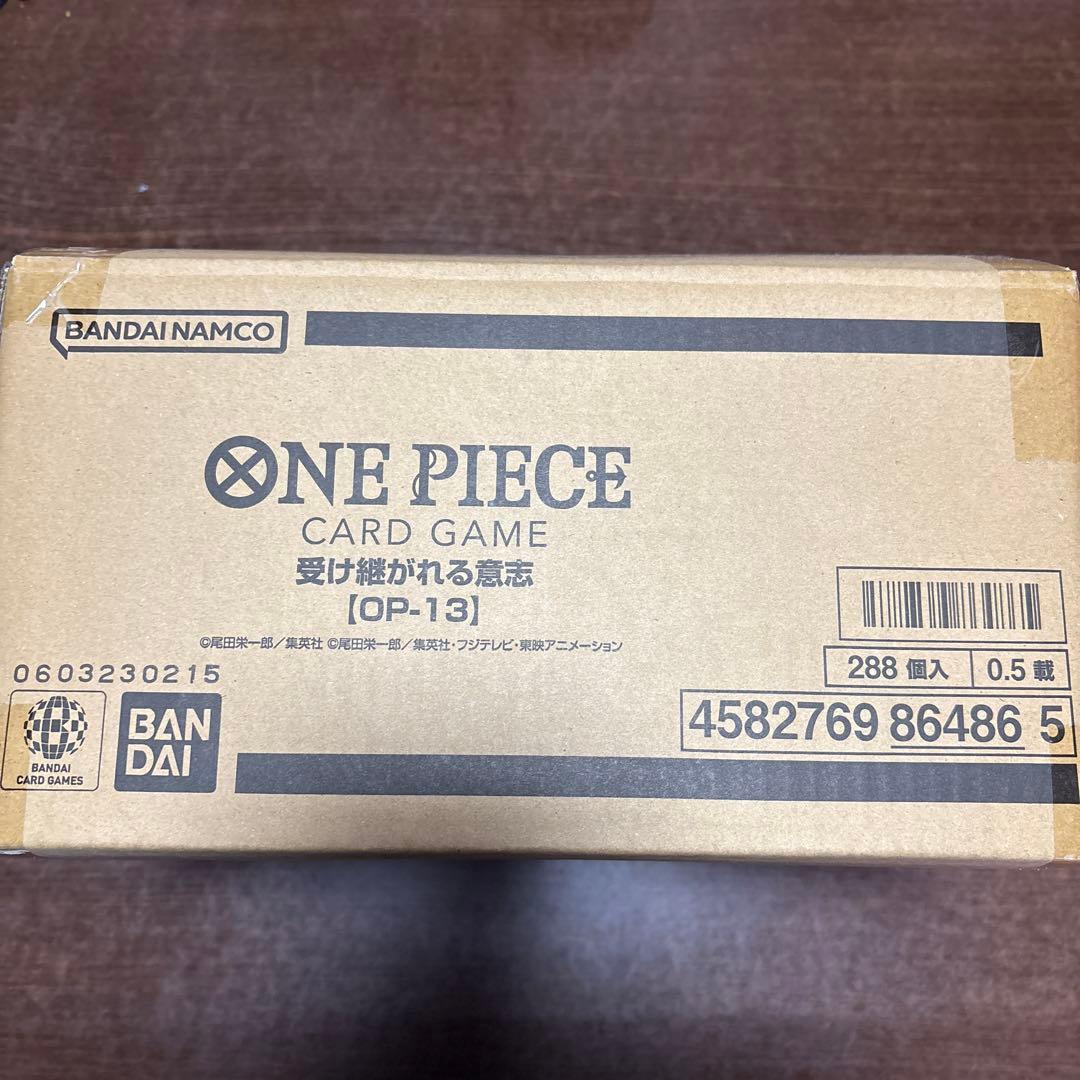 BANDAI NAMCO
ONE PIECE
CARD GAME
受け継がれる意志
【OP-13】
©尾田栄一郎／集英社 ©尾田栄一郎／集英社・フジテレビ・東映アニメーション
0603230215
BANDAI
CARD GAMES
BAN
DAI
288 個入 0.5 載
4582769 86486 5